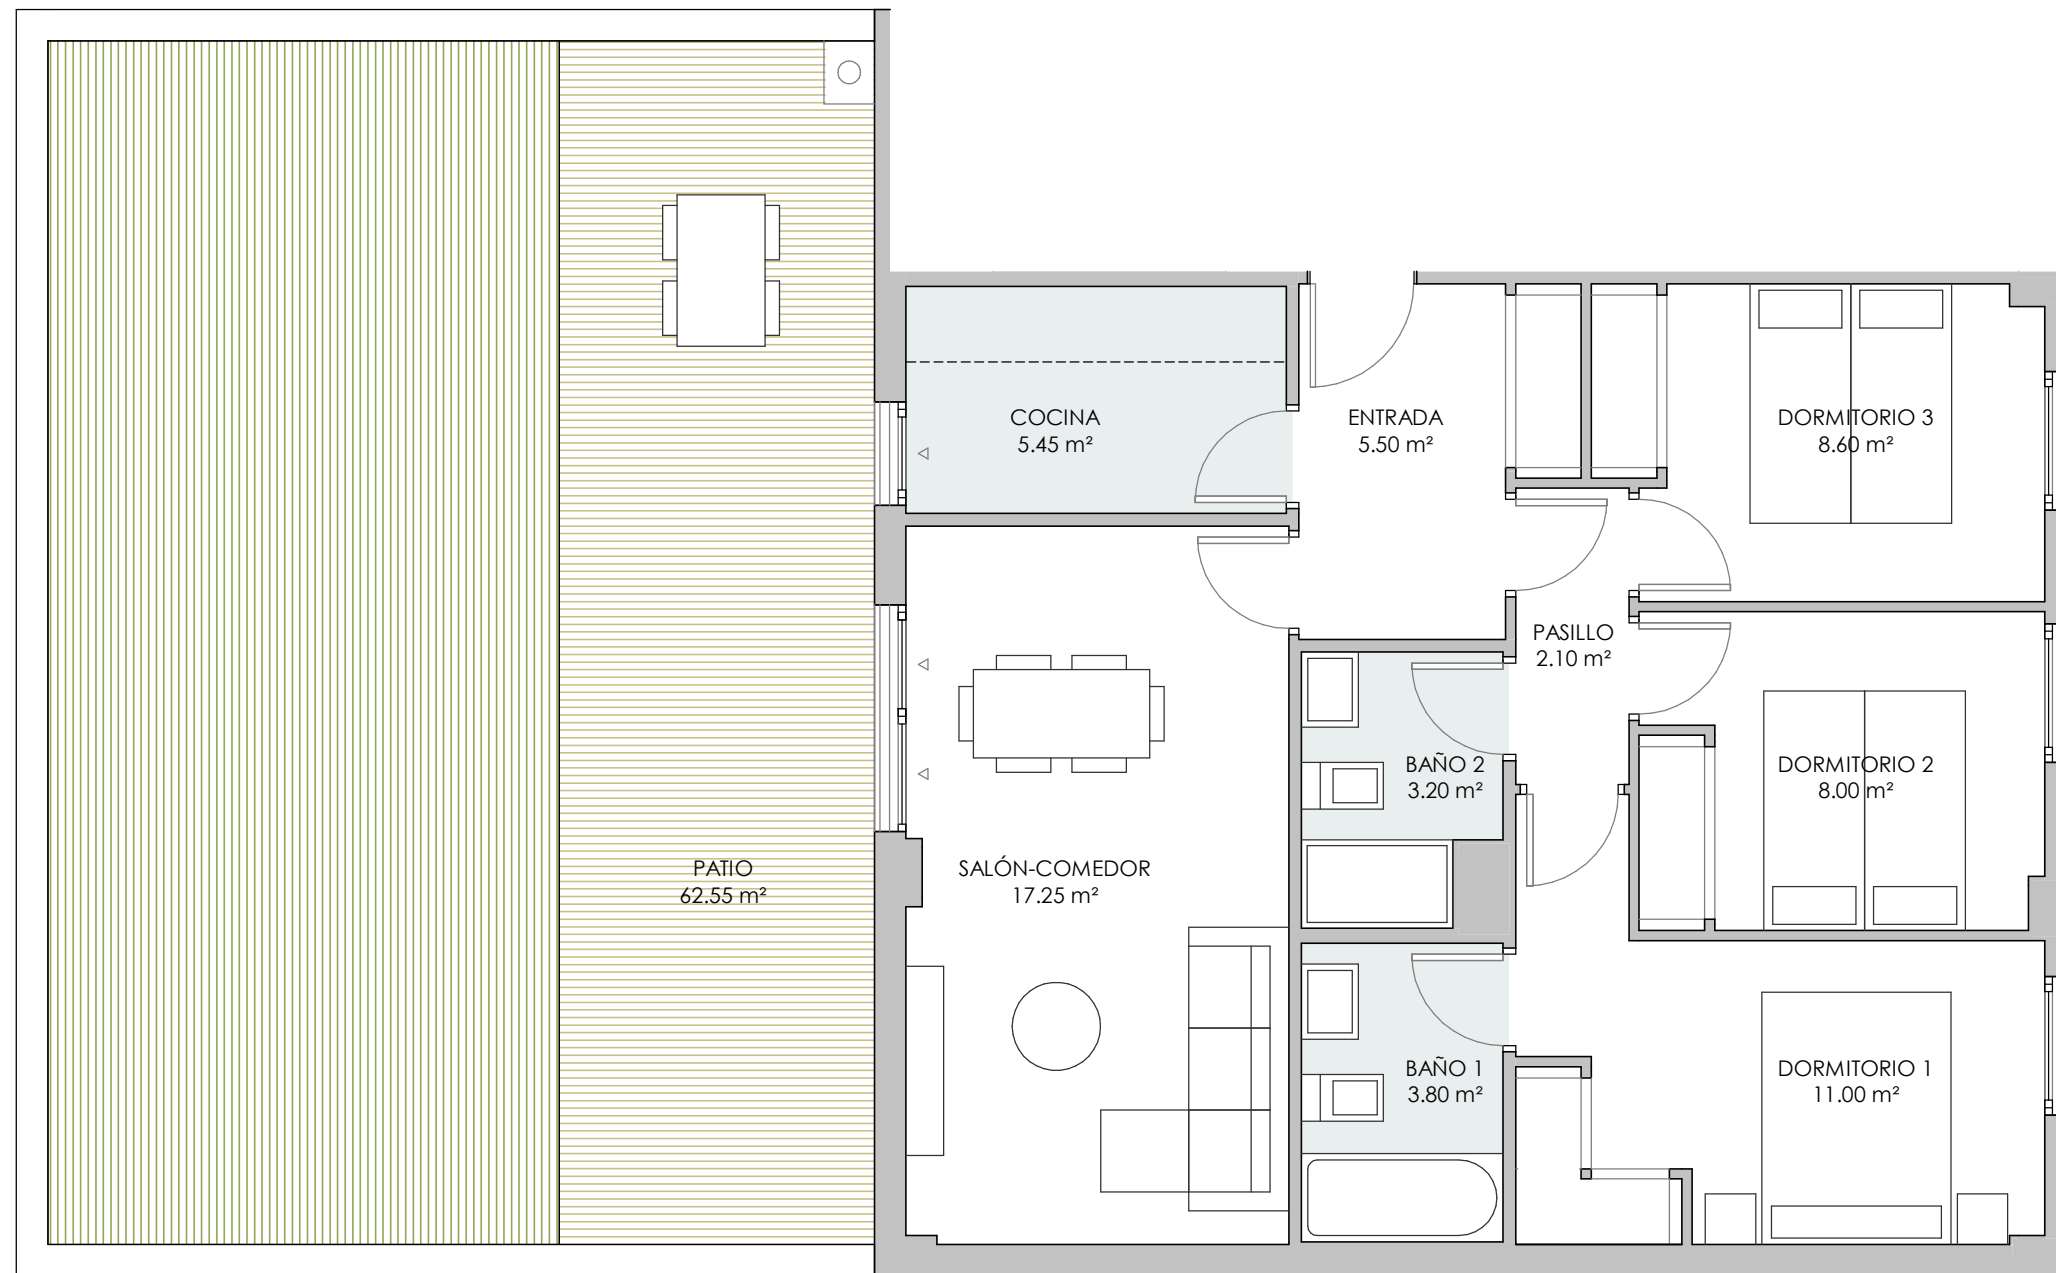 COCINA
5.45 m²
ENTRADA
5.50 m²
DORMITORIO 3
8.60 m²
PASILLO
2.10 m²
BAÑO 2
3.20 m²
DORMITORIO 2
8.00 m²
PATIO
62.55 m²
SALÓN-COMEDOR
17.25 m²
BAÑO 1
3.80 m²
DORMITORIO 1
11.00 m²